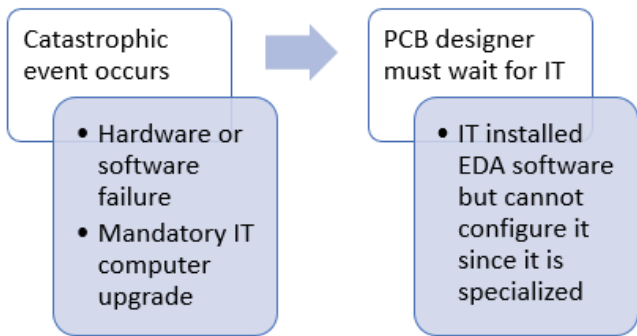 Catastrophic
event occurs
• Hardware or
software
failure
• Mandatory IT
computer
upgrade
PCB designer
must wait for IT
• IT installed
EDA software
but cannot
configure it
since it is
specialized